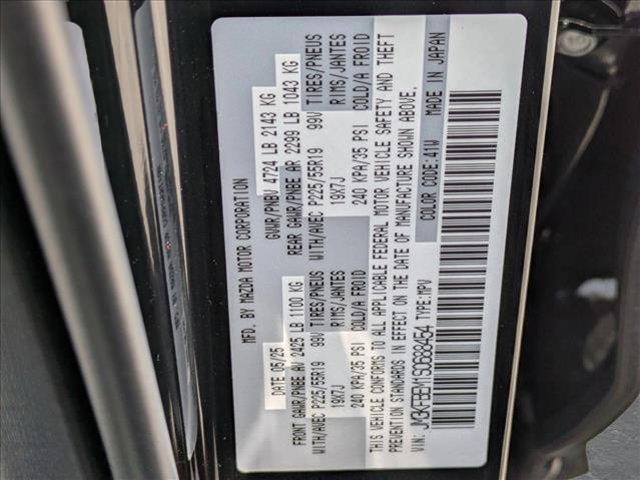 MFD. BY MAZDA MOTOR CORPORATION
DATE 05/25 GVWR/PNBV 4724 LB 2143 KG
FRONT GAWR/PNBE AV 2425 LB 1100 KG REAR GAWR/PNBE AR 2299 LB 1043 KG
WITH/AVEC P225/55R19 99V TIRES/PNEUS WITH/AVEC P225/55R19 99V TIRES/PNEUS
19X7J RIMS/JANTES 19X7J RIMS/JANTES
240 KPA/35 PSI COLD/A FROID 240 KPA/35 PSI COLD/A FROID
THIS VEHICLE CONFORMS TO ALL APPLICABLE FEDERAL MOTOR VEHICLE SAFETY AND THEFT
PREVENTION STANDARDS IN EFFECT ON THE DATE OF MANUFACTURE SHOWN ABOVE.
VIN: TYPE:MPV COLOR CODE: 41W MADE IN JAPAN